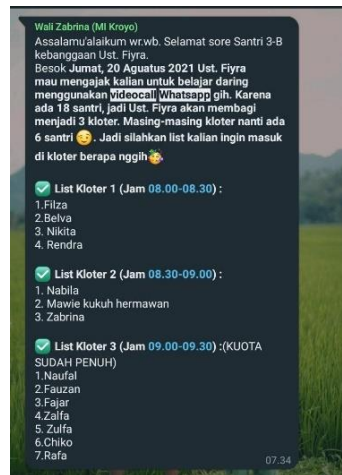 Wali Zabrina (MI Kroyo)
Assalamu'alaikum wr.wb. Selamat sore Santri 3-B
kebanggaan Ust. Fiyra.
Besok Jumat, 20 Aguatus 2021 Ust. Fiyra
mau mengajak kalian untuk belajar daring
menggunakan videocall Whatsapp gih. Karena
ada 18 santri, jadi Ust. Fiyra akan membagi
menjadi 3 kloter. Masing-masing kloter nanti ada
6 santri 😉. Jadi silahkan list kalian ingin masuk
di kloter berapa nggih🥳.
✅ List Kloter 1 (Jam 08.00-08.30) :
1.Filza
2.Belva
3. Nikita
4. Rendra
✅ List Kloter 2 (Jam 08.30-09.00) :
1. Nabila
2. Mawie kukuh hermawan
3. Zabrina
✅ List Kloter 3 (Jam 09.00-09.30) :(KUOTA
SUDAH PENUH)
1.Naufal
2.Fauzan
3.Fajar
4.Zalfa
5. Zulfa
6.Chiko
7.Rafa
07.34